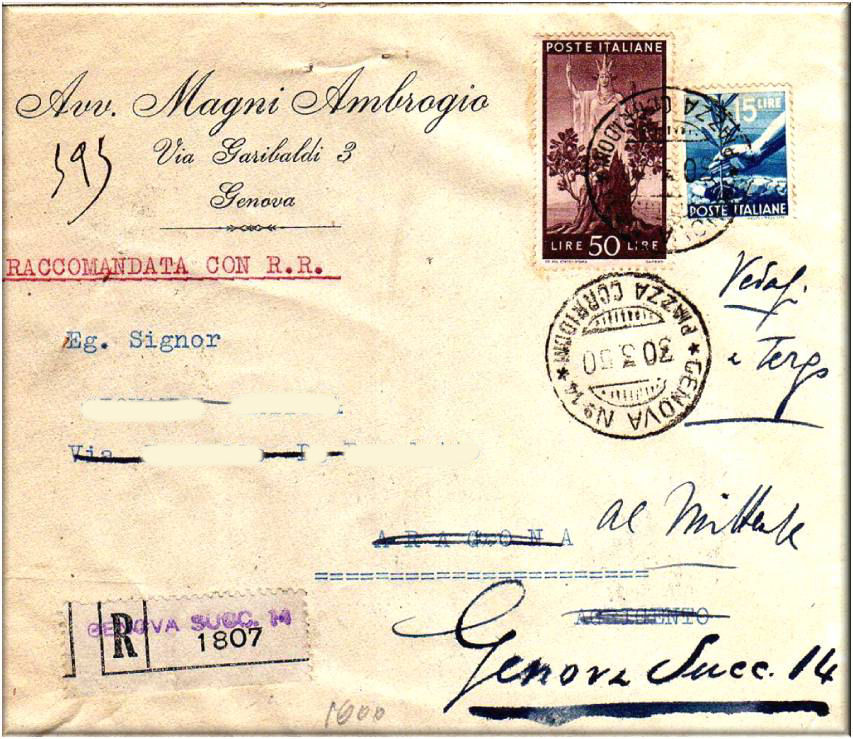 Avv. Magni Ambrogio
Via Garibaldi 3
Genova
595
RACCOMANDATA CON R.R.
POSTE ITALIANE
LIRE 50 LIRE
15 LIRE
POSTE ITALIANE
PIAZZA CORRIDONI
30.3.50
* GENOVA Nº 14 *
Eg. Signor
Via
e Tergo
ARAGONA
al Mittente
AGRIGENTO
Genova Succ. 14
GENOVA SUCC. 14
R
1807
1600